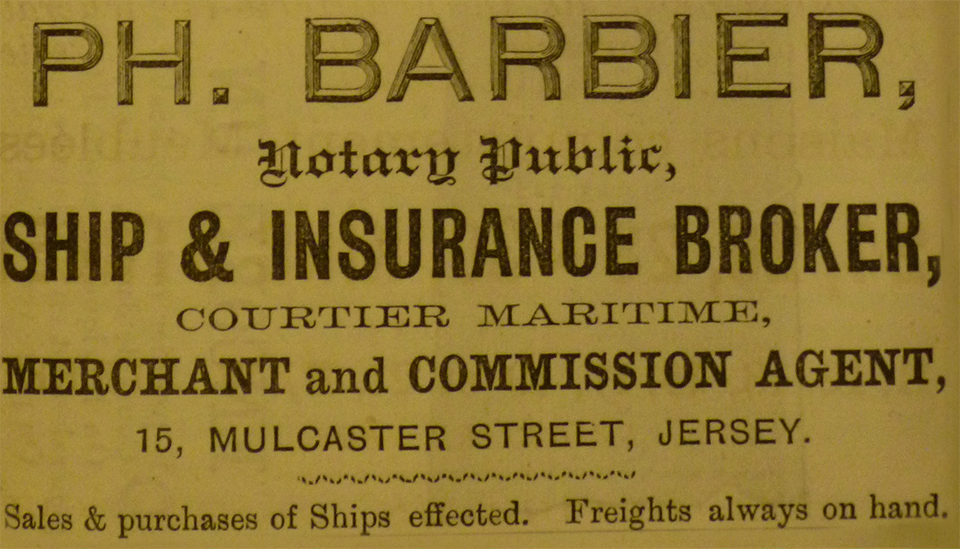 PH. BARBIER,
Notary Public,
SHIP & INSURANCE BROKER,
COURTIER MARITIME,
MERCHANT and COMMISSION AGENT,
15, MULCASTER STREET, JERSEY.
Sales & purchases of Ships effected. Freights always on hand.